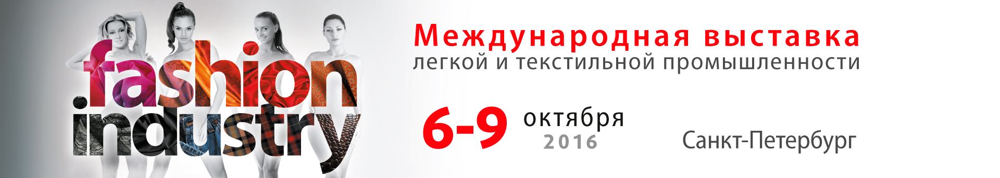 .fashion
.industry
Международная выставка
легкой и текстильной промышленности
6-9 октября
2016
Санкт-Петербург